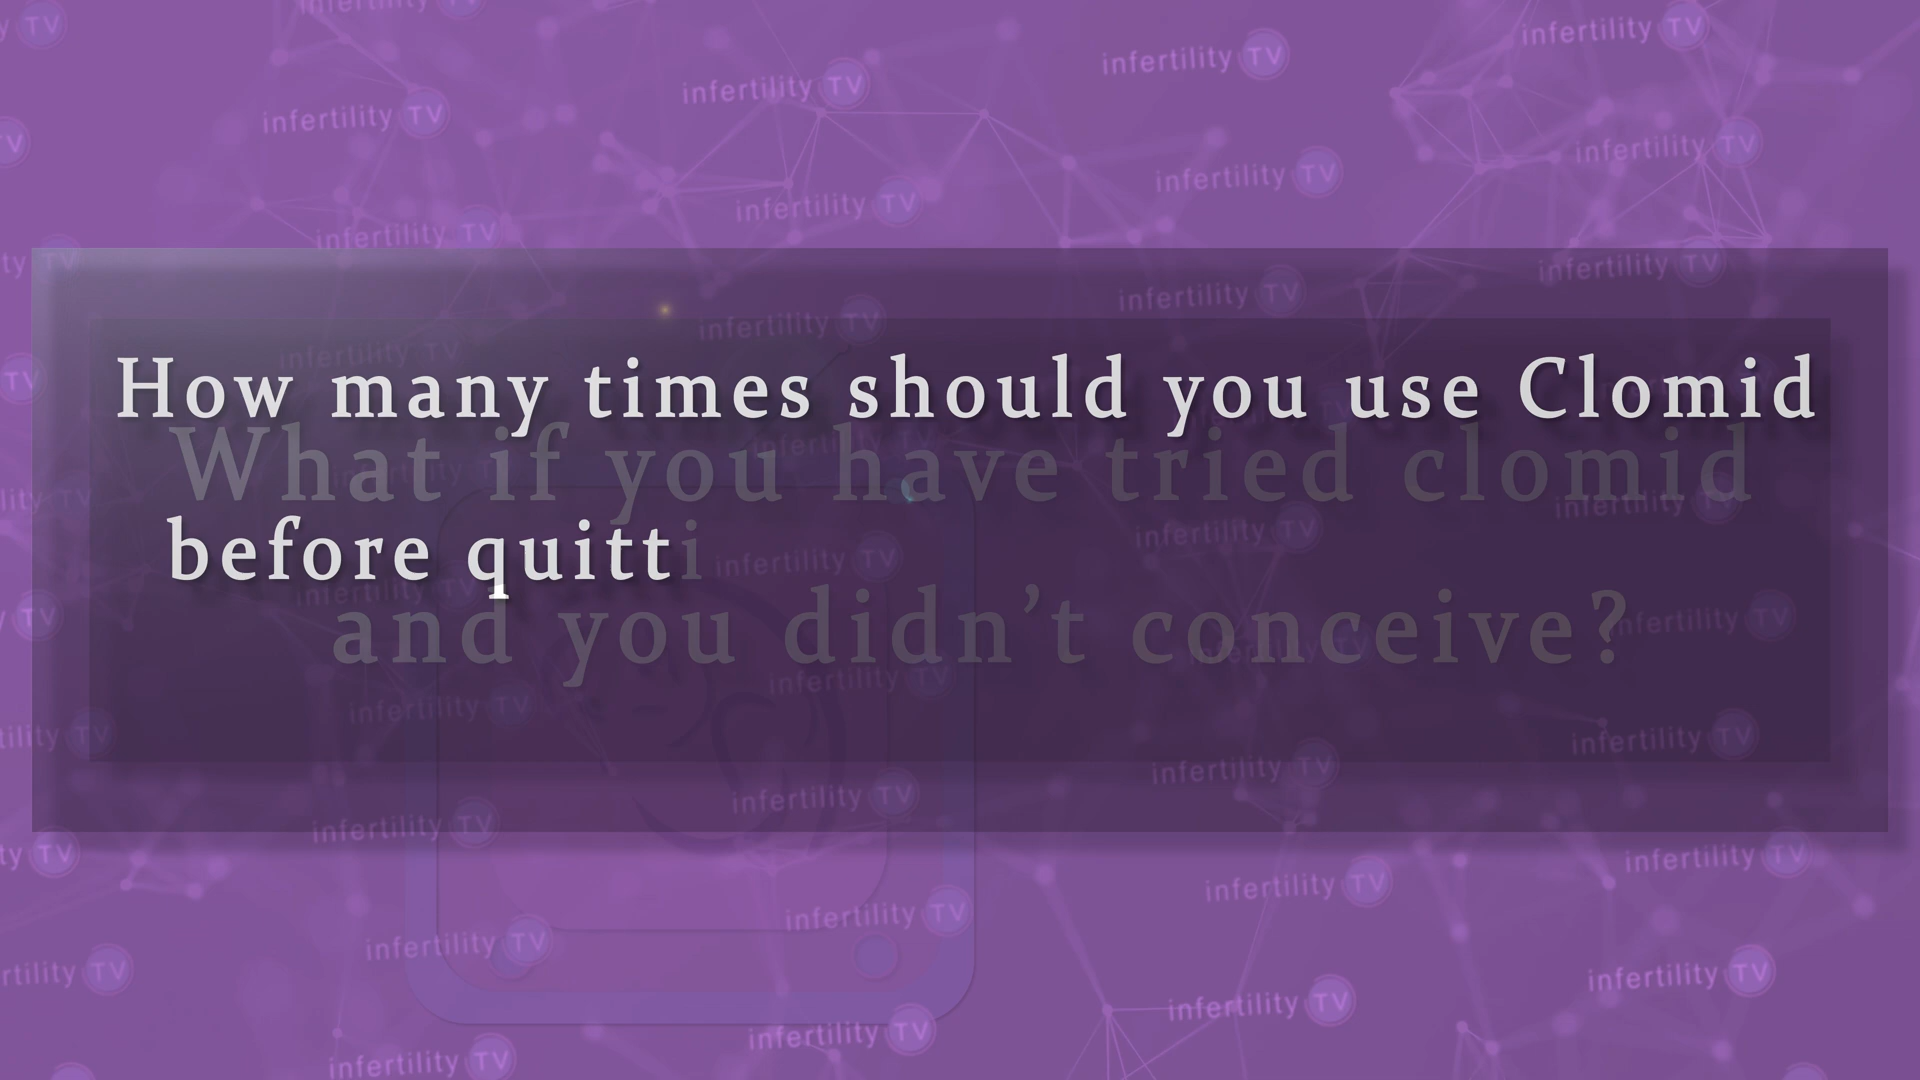 How many times should you use Clomid
What if you have tried clomid
before quitti
and you didn’t conceive?
infertility TV